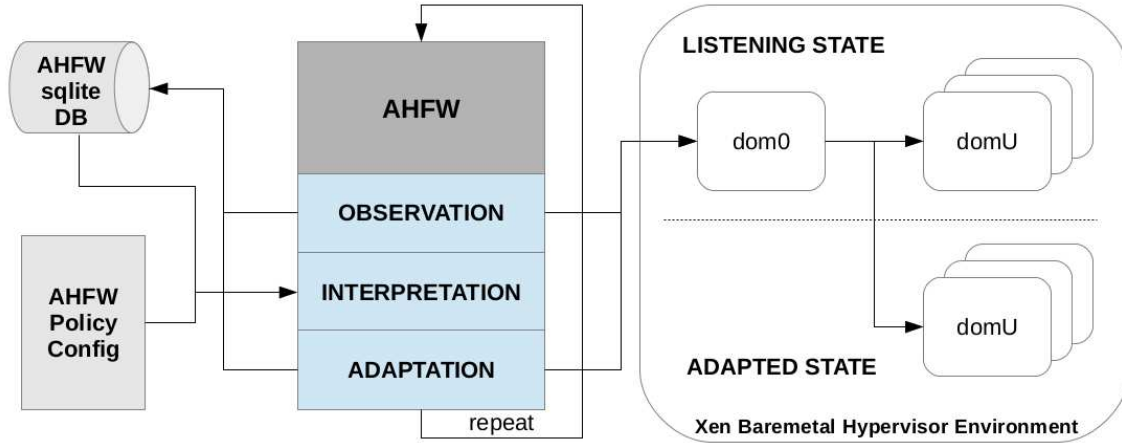 AHFW
sqlite
DB
AHFW
Policy
Config
AHFW
OBSERVATION
INTERPRETATION
ADAPTATION
repeat
LISTENING STATE
dom0
domU
domU
ADAPTED STATE
Xen Baremetal Hypervisor Environment